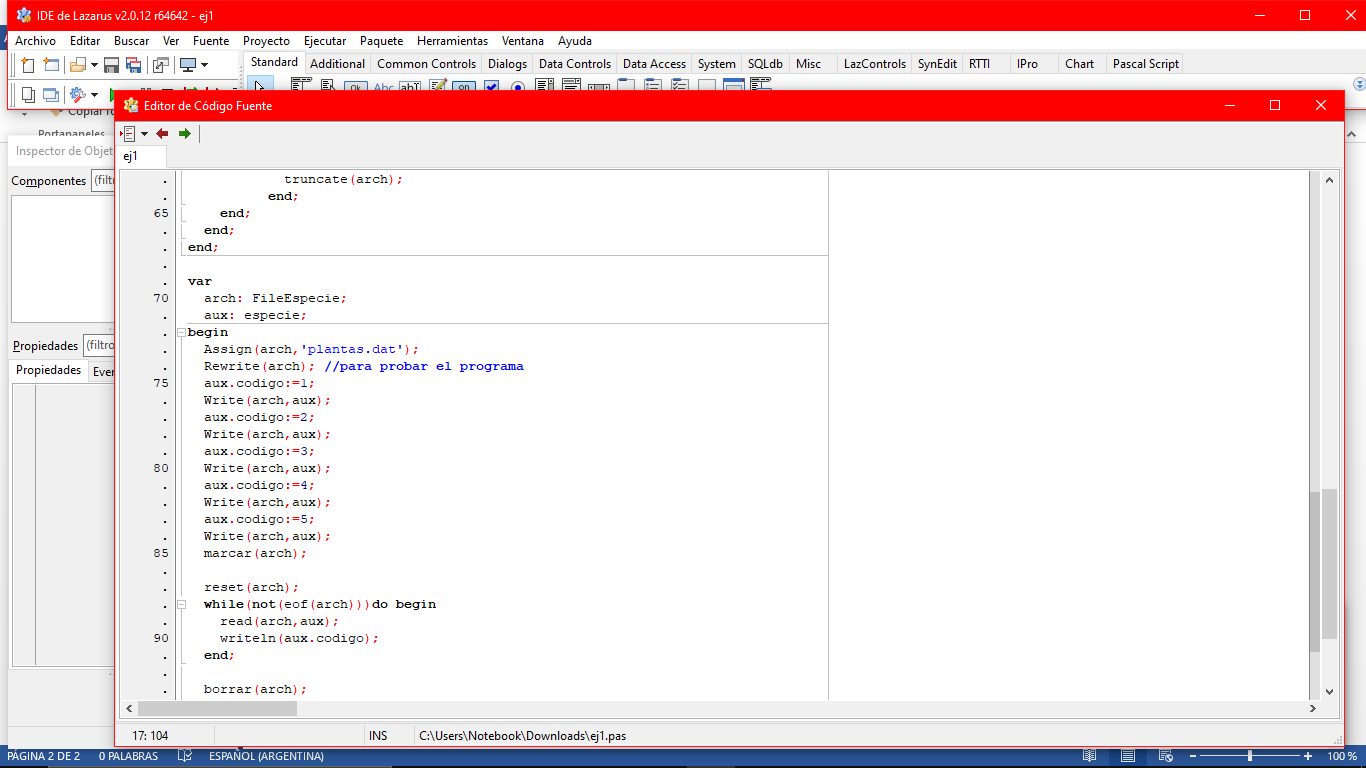 IDE de Lazarus v2.0.12 r64642 - ej1
Archivo Editar Buscar Ver Fuente Proyecto Ejecutar Paquete Herramientas Ventana Ayuda
Standard Additional Common Controls Dialogs Data Controls Data Access System SQLdb Misc LazControls SynEdit RTTI IPro Chart Pascal Script
Editor de Código Fuente
Portapapeles
Inspector de Objet
ej1
Componentes (filtr
Propiedades (filtro
Propiedades Ever
. truncate(arch);
. end;
65 end;
. end;
. end;
.
. var
70 arch: FileEspecie;
. aux: especie;
. begin
. Assign(arch,'plantas.dat');
. Rewrite(arch); //para probar el programa
75 aux.codigo:=1;
. Write(arch,aux);
. aux.codigo:=2;
. Write(arch,aux);
. aux.codigo:=3;
80 Write(arch,aux);
. aux.codigo:=4;
. Write(arch,aux);
. aux.codigo:=5;
. Write(arch,aux);
85 marcar(arch);
.
. reset(arch);
. while(not(eof(arch)))do begin
. read(arch,aux);
90 writeln(aux.codigo);
. end;
.
. borrar(arch);
17: 104 INS C:\Users\Notebook\Downloads\ej1.pas
PÁGINA 2 DE 2 0 PALABRAS ESPAÑOL (ARGENTINA) 100 %